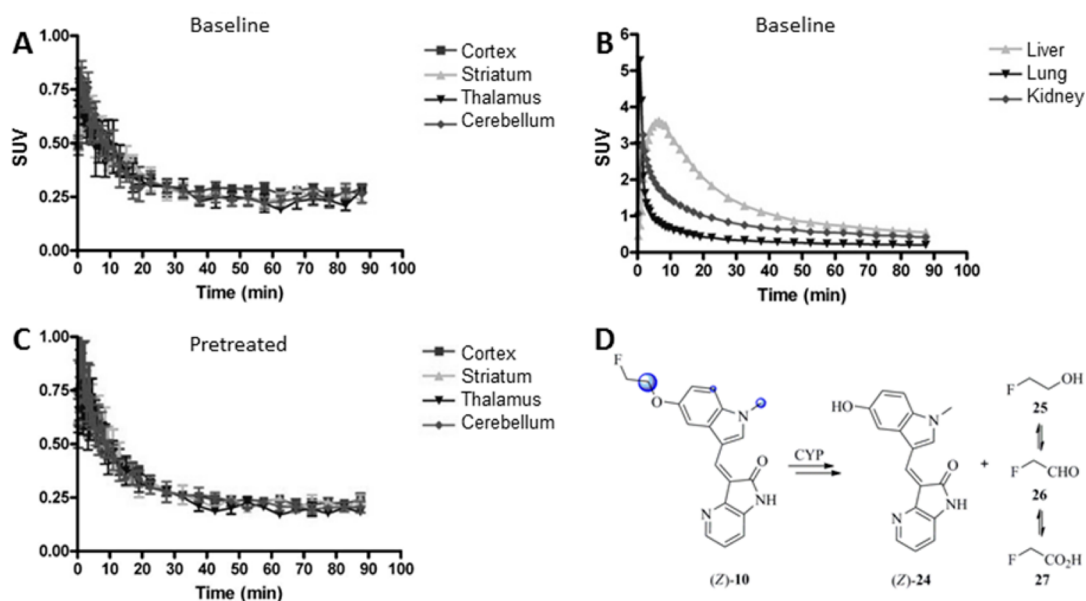 A
Baseline
SUV
1.00
0.75
0.50
0.25
0.00
0 10 20 30 40 50 60 70 80 90 100
Time (min)
Cortex
Striatum
Thalamus
Cerebellum
B
Baseline
SUV
6
5
4
3
2
1
0
0 10 20 30 40 50 60 70 80 90 100
Time (min)
Liver
Lung
Kidney
C
Pretreated
SUV
1.00
0.75
0.50
0.25
0.00
0 10 20 30 40 50 60 70 80 90 100
Time (min)
Cortex
Striatum
Thalamus
Cerebellum
D
F
O
N
O
NH
N
(Z)-10
CYP
HO
N
O
NH
N
(Z)-24
+
F OH
25
F CHO
26
F CO2H
27